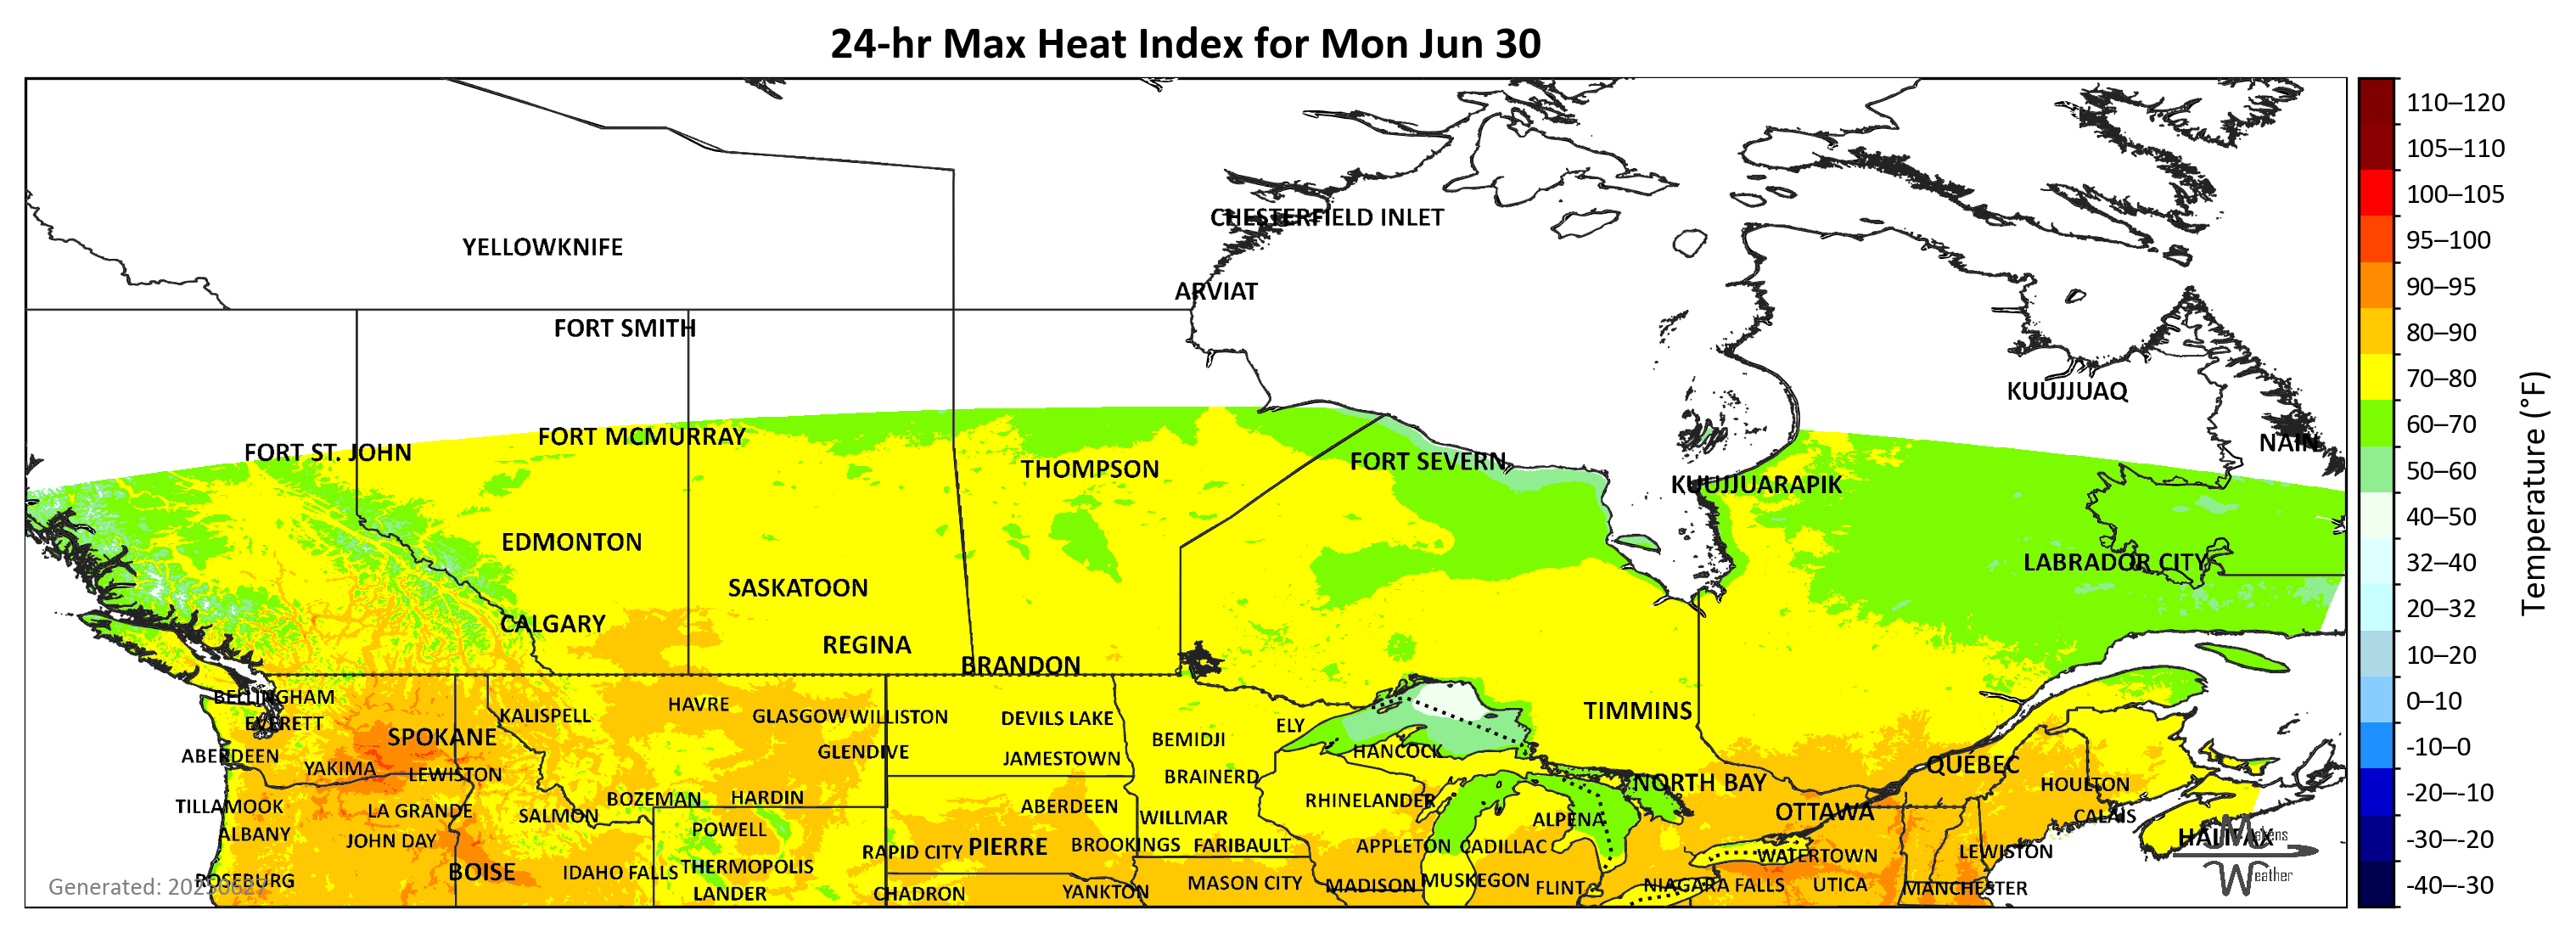 24-hr Max Heat Index for Mon Jun 30
CHESTERFIELD INLET
YELLOWKNIFE
ARVIAT
FORT SMITH
KUUJJUAQ
FORT MCMURRAY
NAIN
FORT ST. JOHN
FORT SEVERN
THOMPSON
KUUJJUARAPIK
EDMONTON
LABRADOR CITY
SASKATOON
CALGARY
REGINA
BRANDON
BELLINGHAM
HAVRE
TIMMINS
KALISPELL
GLASGOW
WILLISTON
DEVILS LAKE
EVERETT
ELY
SPOKANE
BEMIDJI
GLENDIVE
HANCOCK
ABERDEEN
JAMESTOWN
QUÉBEC
YAKIMA
LEWISTON
BRAINERD
NORTH BAY
HOULTON
BOZEMAN
HARDIN
RHINELANDER
TILLAMOOK
ABERDEEN
LA GRANDE
OTTAWA
SALMON
WILLMAR
CALAIS
ALPENA
POWELL
ALBANY
HALIFAX
JOHN DAY
PIERRE
BROOKINGS
FARIBAULT
APPLETON
CADILLAC
RAPID CITY
LEWISTON
WATERTOWN
THERMOPOLIS
BOISE
IDAHO FALLS
ROSEBURG
MUSKEGON
MASON CITY
MADISON
NIAGARA FALLS
UTICA
FLINT
MANCHESTER
YANKTON
LANDER
CHADRON
Generated: 20250627
Makens
Weather
110–120
105–110
100–105
95–100
90–95
80–90
70–80
60–70
50–60
40–50
32–40
20–32
10–20
0–10
-10–0
-20–-10
-30–-20
-40–-30
Temperature (°F)